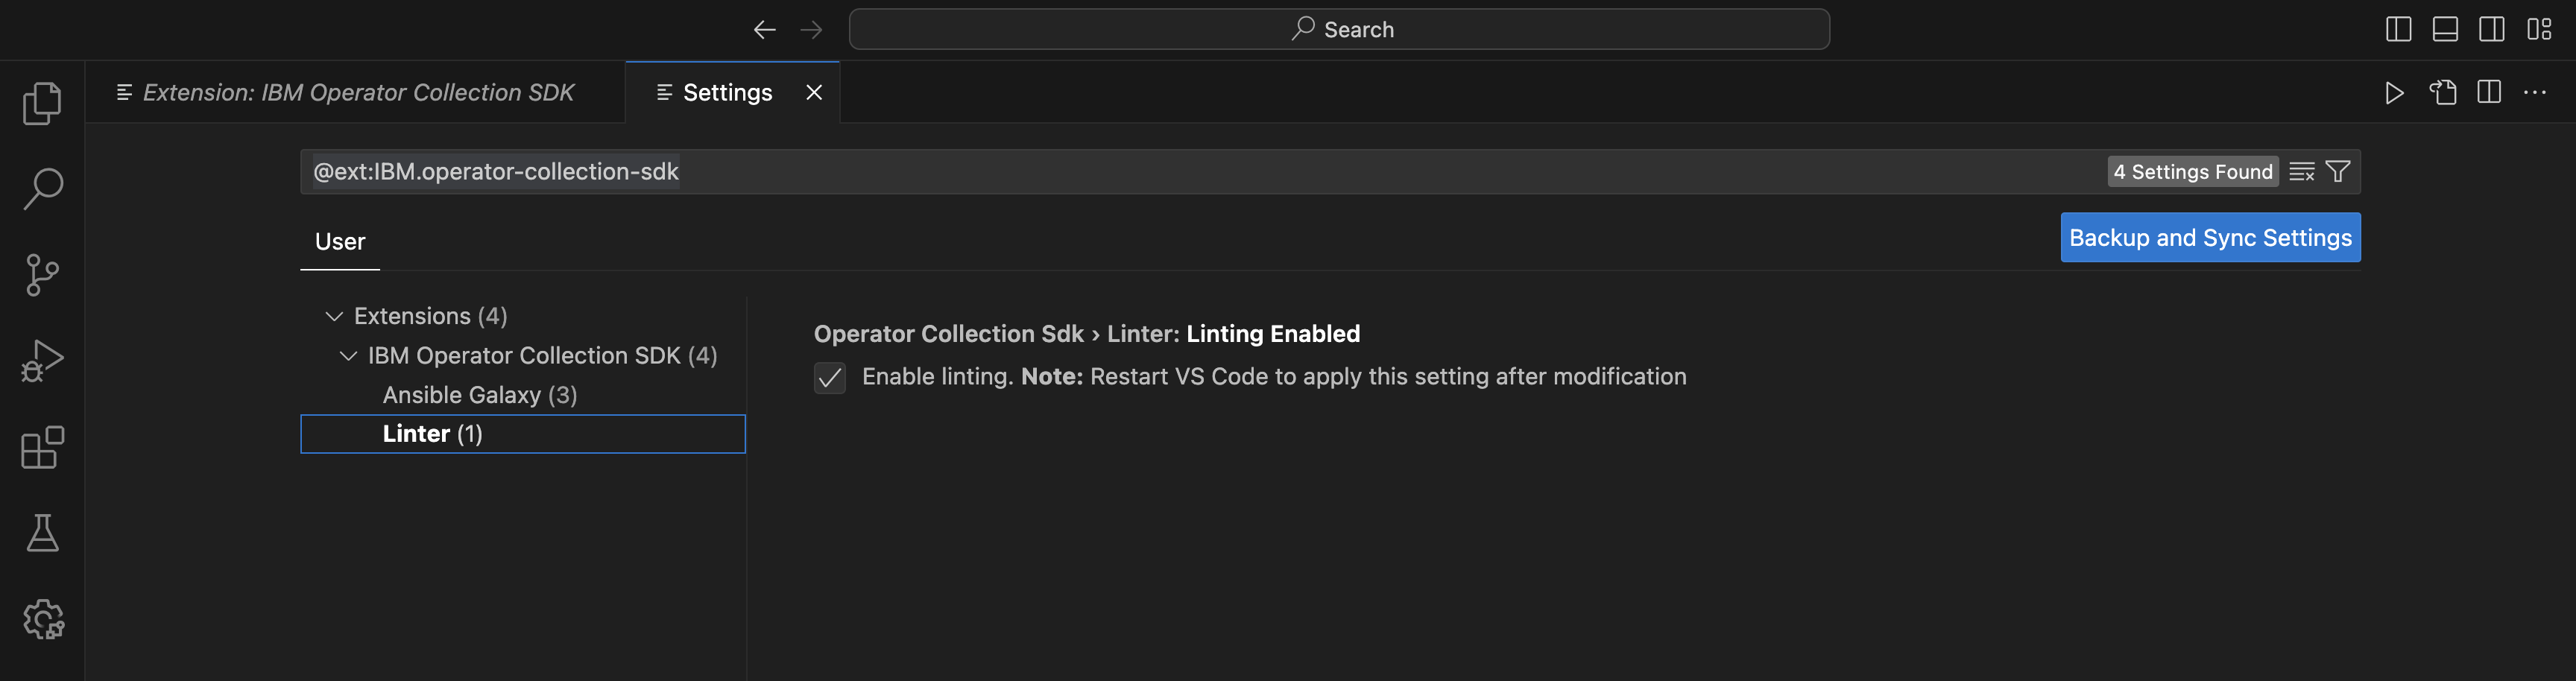 Search
Extension: IBM Operator Collection SDK
Settings
@ext:IBM.operator-collection-sdk
4 Settings Found
User
Backup and Sync Settings
Extensions (4)
IBM Operator Collection SDK (4)
Ansible Galaxy (3)
Linter (1)
Operator Collection Sdk › Linter: Linting Enabled
Enable linting. Note: Restart VS Code to apply this setting after modification